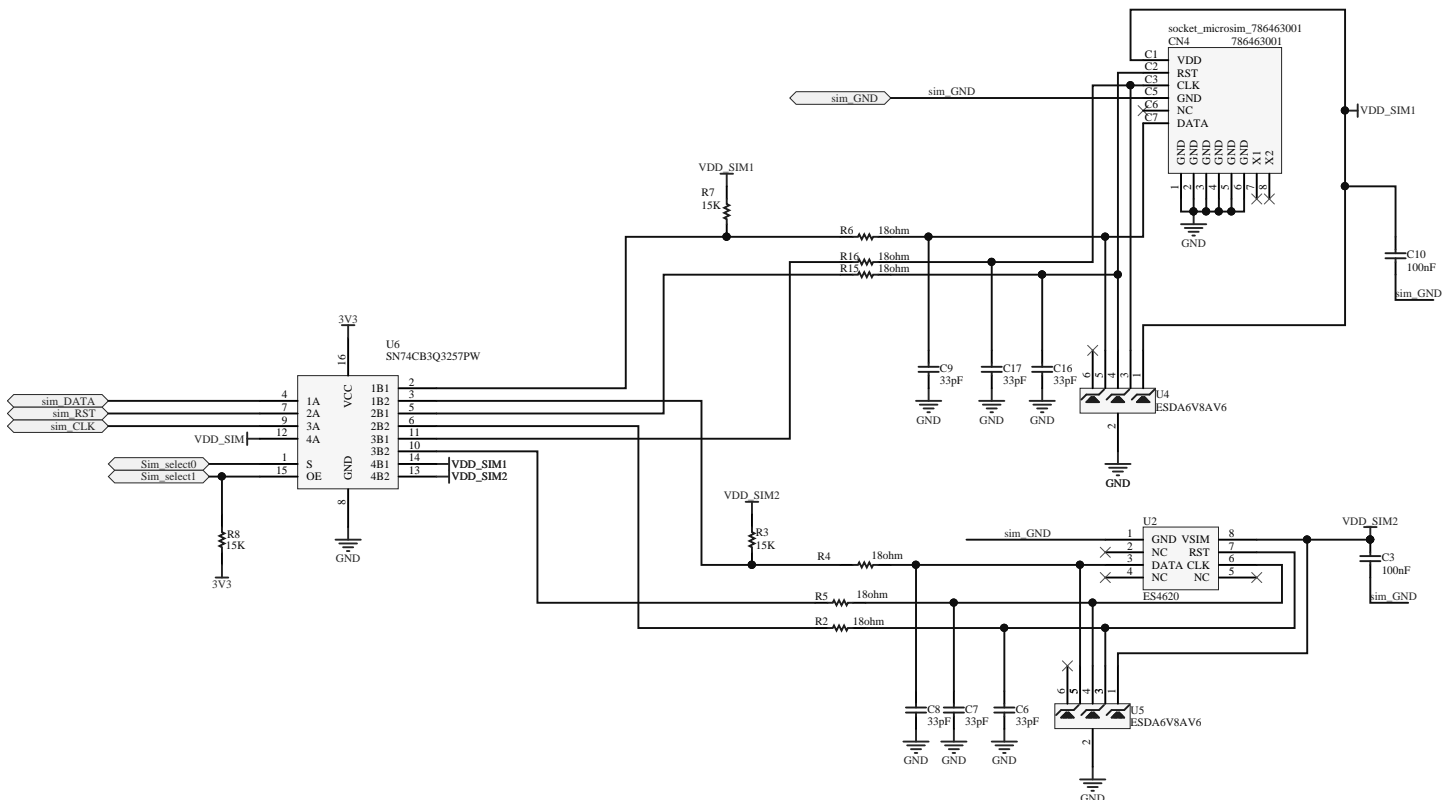 socket_microsim_786463001
CN4 786463001
C1 VDD
C2 RST
C3 CLK
C5 GND
C6 NC
C7 DATA
GND GND GND GND GND GND X1 X2
1 2 3 4 5 6 7 8
GND
sim_GND sim_GND
VDD_SIM1
VDD_SIM1
R7
15K
R6 18ohm
R16 18ohm
R15 18ohm
C10
100nF
sim_GND
C9
33pF
GND
C17
33pF
GND
C16
33pF
GND
6 5 4 3 1
U4
ESDA6V8AV6
2
GND
3V3
16
U6
SN74CB3Q3257PW
VCC
sim_DATA 4 1A
sim_RST 7 2A
sim_CLK 9 3A
VDD_SIM 12 4A
Sim_select0 1 S
Sim_select1 15 OE
1B1 2
1B2 3
2B1 5
2B2 6
3B1 11
3B2 10
4B1 14 VDD_SIM1
4B2 13 VDD_SIM2
GND
8
GND
R8
15K
3V3
VDD_SIM2
R3
15K
R4 18ohm
R5 18ohm
R2 18ohm
sim_GND
U2
1 GND VSIM 8
2 NC RST 7
3 DATA CLK 6
4 NC NC 5
ES4620
VDD_SIM2
C3
100nF
sim_GND
C8
33pF
GND
C7
33pF
GND
C6
33pF
GND
6 5 4 3 1
U5
ESDA6V8AV6
2
GND